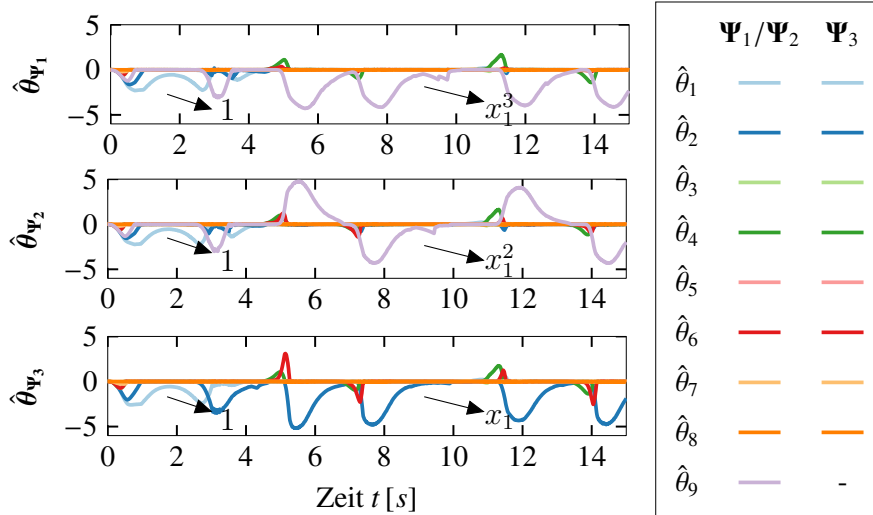 5
0
−5
θ̂Ψ1
1
x₁³
0 2 4 6 8 10 12 14
5
0
−5
θ̂Ψ2
1
x₁²
0 2 4 6 8 10 12 14
5
0
−5
θ̂Ψ3
1
x₁
0 2 4 6 8 10 12 14
Zeit t [s]
Ψ₁/Ψ₂ Ψ₃
θ̂₁
θ̂₂
θ̂₃
θ̂₄
θ̂₅
θ̂₆
θ̂₇
θ̂₈
θ̂₉ -